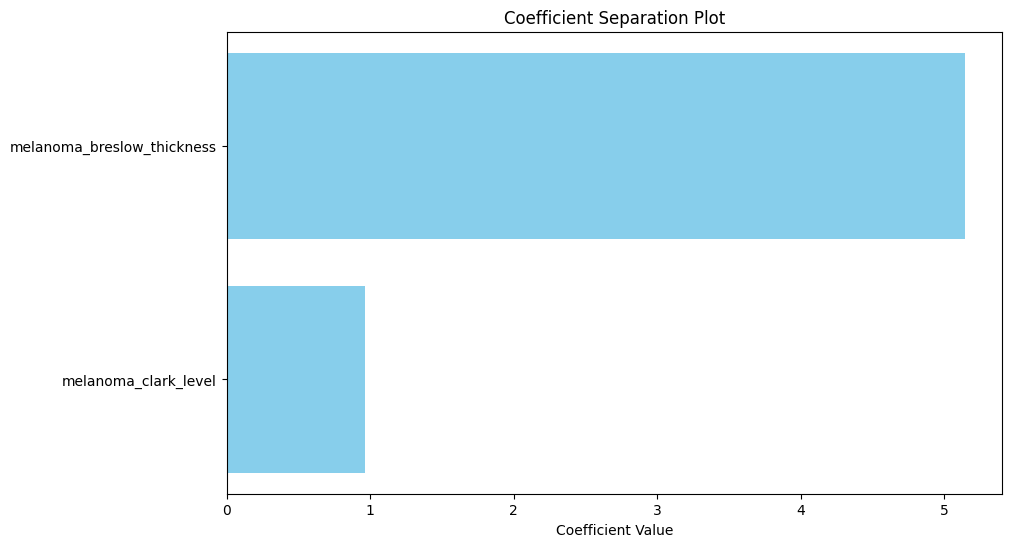 Coefficient Separation Plot
melanoma_breslow_thickness
melanoma_clark_level
0 1 2 3 4 5
Coefficient Value